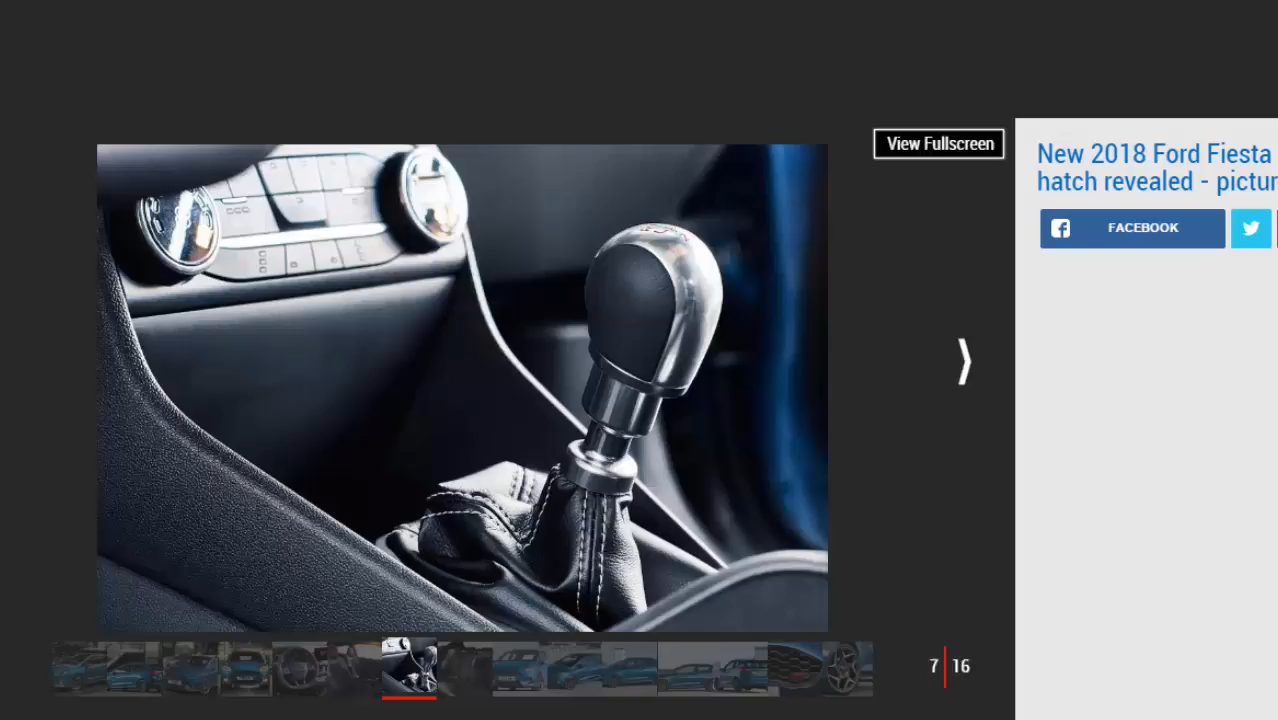 View Fullscreen
New 2018 Ford Fiesta
hatch revealed - pictur
FACEBOOK
7
16